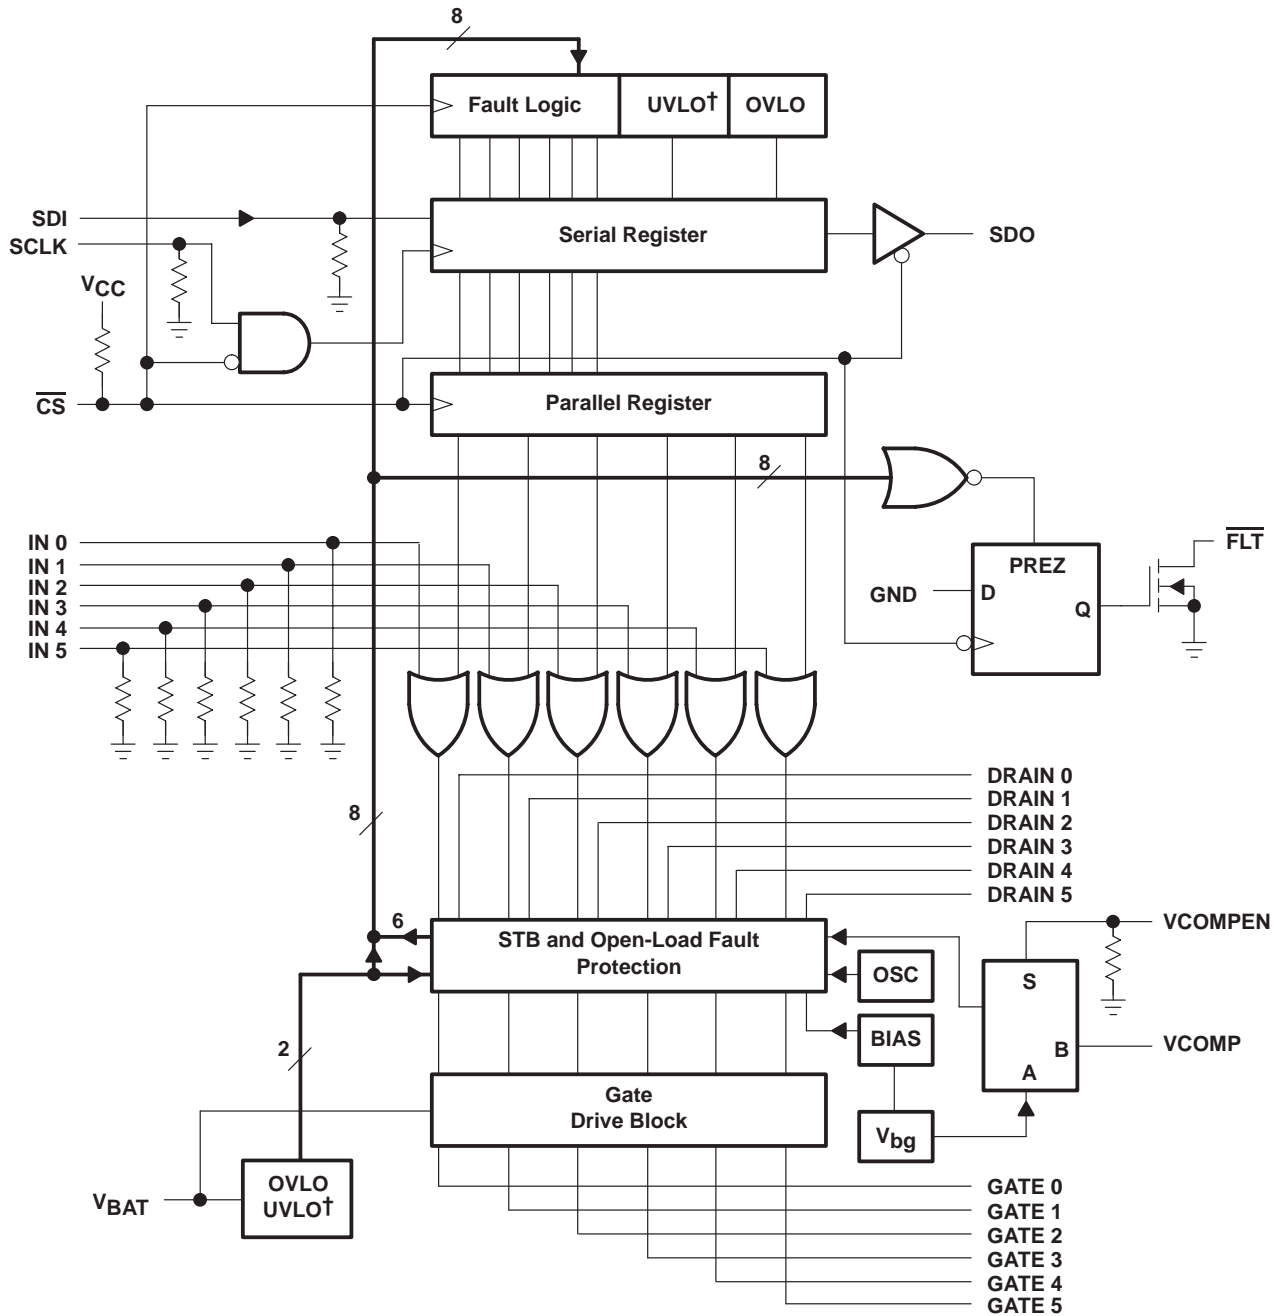 8
Fault Logic
UVLO†
OVLO
SDI
SCLK
Serial Register
SDO
VCC
CS
Parallel Register
8
IN 0
IN 1
IN 2
IN 3
IN 4
IN 5
FLT
PREZ
GND
D
Q
DRAIN 0
DRAIN 1
DRAIN 2
DRAIN 3
DRAIN 4
DRAIN 5
8
6
STB and Open-Load Fault
Protection
VCOMPEN
OSC
S
2
BIAS
B
VCOMP
A
Gate
Drive Block
Vbg
VBAT
OVLO
UVLO†
GATE 0
GATE 1
GATE 2
GATE 3
GATE 4
GATE 5